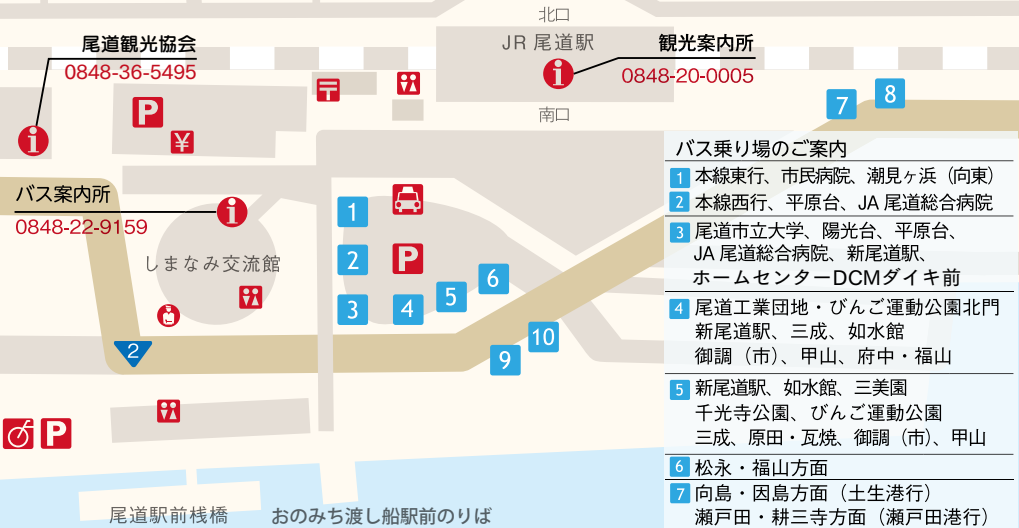 北口
JR 尾道駅
尾道観光協会
0848-36-5495
観光案内所
0848-20-0005
i
i
P
〒
¥
南口
7
8
バス案内所
0848-22-9159
i
しまなみ交流館
1
2
P
3
4
5
6
2
9
10
P
尾道駅前桟橋
おのみち渡し船駅前のりば
バス乗り場のご案内
1 本線東行、市民病院、潮見ヶ浜（向東）
2 本線西行、平原台、JA 尾道総合病院
3 尾道市立大学、陽光台、平原台、
JA 尾道総合病院、新尾道駅、
ホームセンターDCMダイキ前
4 尾道工業団地・びんご運動公園北門
新尾道駅、三成、如水館
御調（市）、甲山、府中・福山
5 新尾道駅、如水館、三美園
千光寺公園、びんご運動公園
三成、原田・瓦焼、御調（市）、甲山
6 松永・福山方面
7 向島・因島方面（土生港行）
瀬戸田・耕三寺方面（瀬戸田港行）